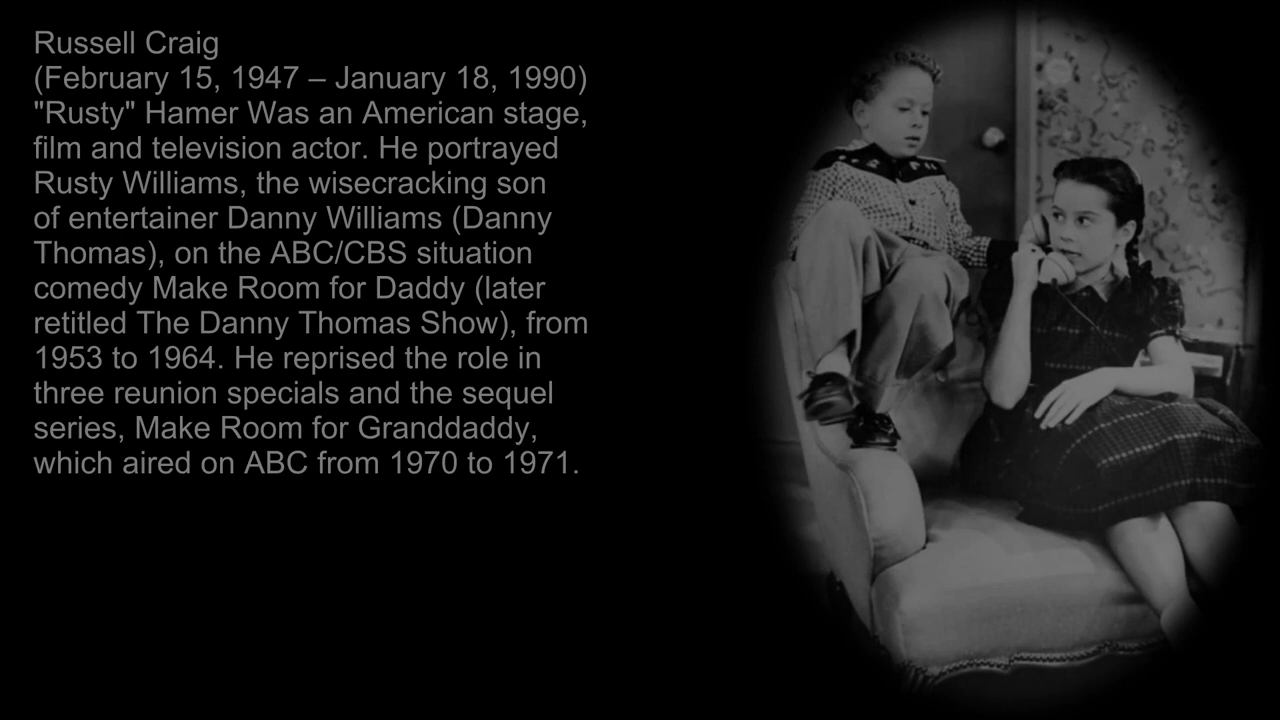 Russell Craig
(February 15, 1947 – January 18, 1990)
"Rusty" Hamer Was an American stage,
film and television actor. He portrayed
Rusty Williams, the wisecracking son
of entertainer Danny Williams (Danny
Thomas), on the ABC/CBS situation
comedy Make Room for Daddy (later
retitled The Danny Thomas Show), from
1953 to 1964. He reprised the role in
three reunion specials and the sequel
series, Make Room for Granddaddy,
which aired on ABC from 1970 to 1971.